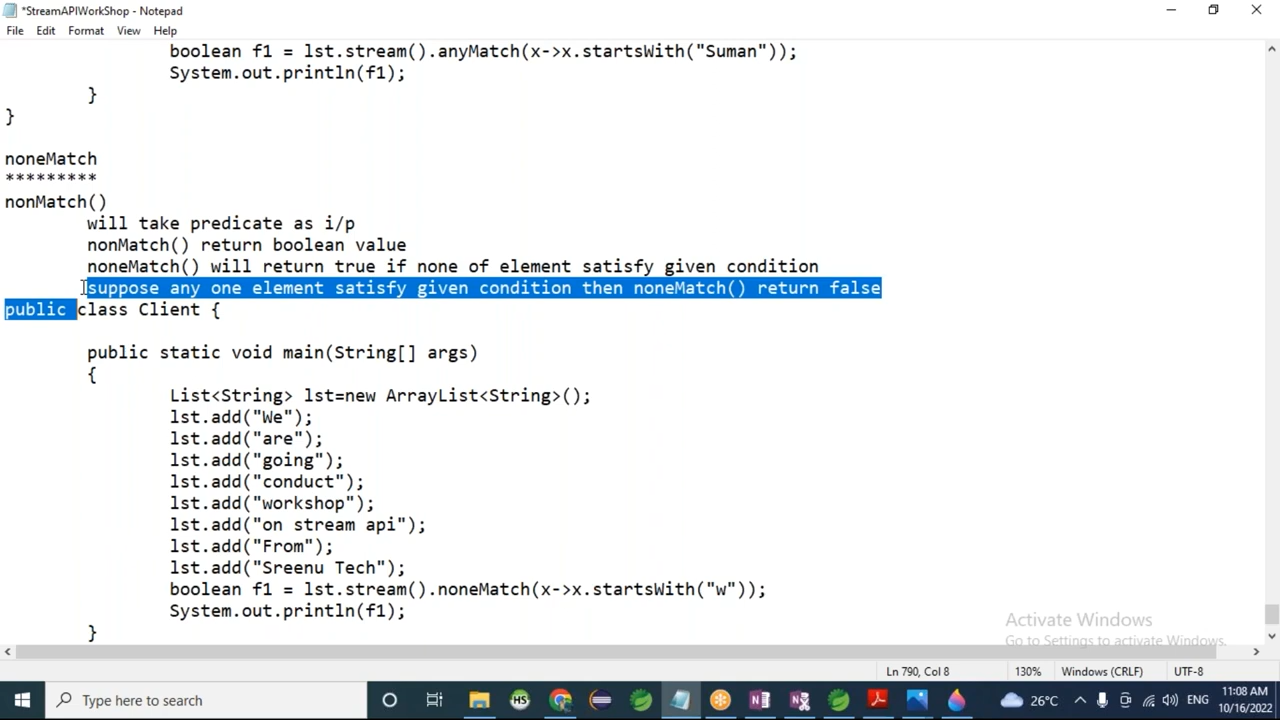 *StreamAPIWorkShop - Notepad
File Edit Format View Help
boolean f1 = lst.stream().anyMatch(x->x.startsWith("Suman"));
System.out.println(f1);
}
}
noneMatch
*********
nonMatch()
will take predicate as i/p
nonMatch() return boolean value
noneMatch() will return true if none of element satisfy given condition
suppose any one element satisfy given condition then noneMatch() return false
public class Client {
public static void main(String[] args)
{
List<String> lst=new ArrayList<String>();
lst.add("We");
lst.add("are");
lst.add("going");
lst.add("conduct");
lst.add("workshop");
lst.add("on stream api");
lst.add("From");
lst.add("Sreenu Tech");
boolean f1 = lst.stream().noneMatch(x->x.startsWith("w"));
System.out.println(f1);
}
Activate Windows
Go to Settings to activate Windows.
Ln 790, Col 8 130% Windows (CRLF) UTF-8
Type here to search HS 26°C ENG 11:08 AM
10/16/2022